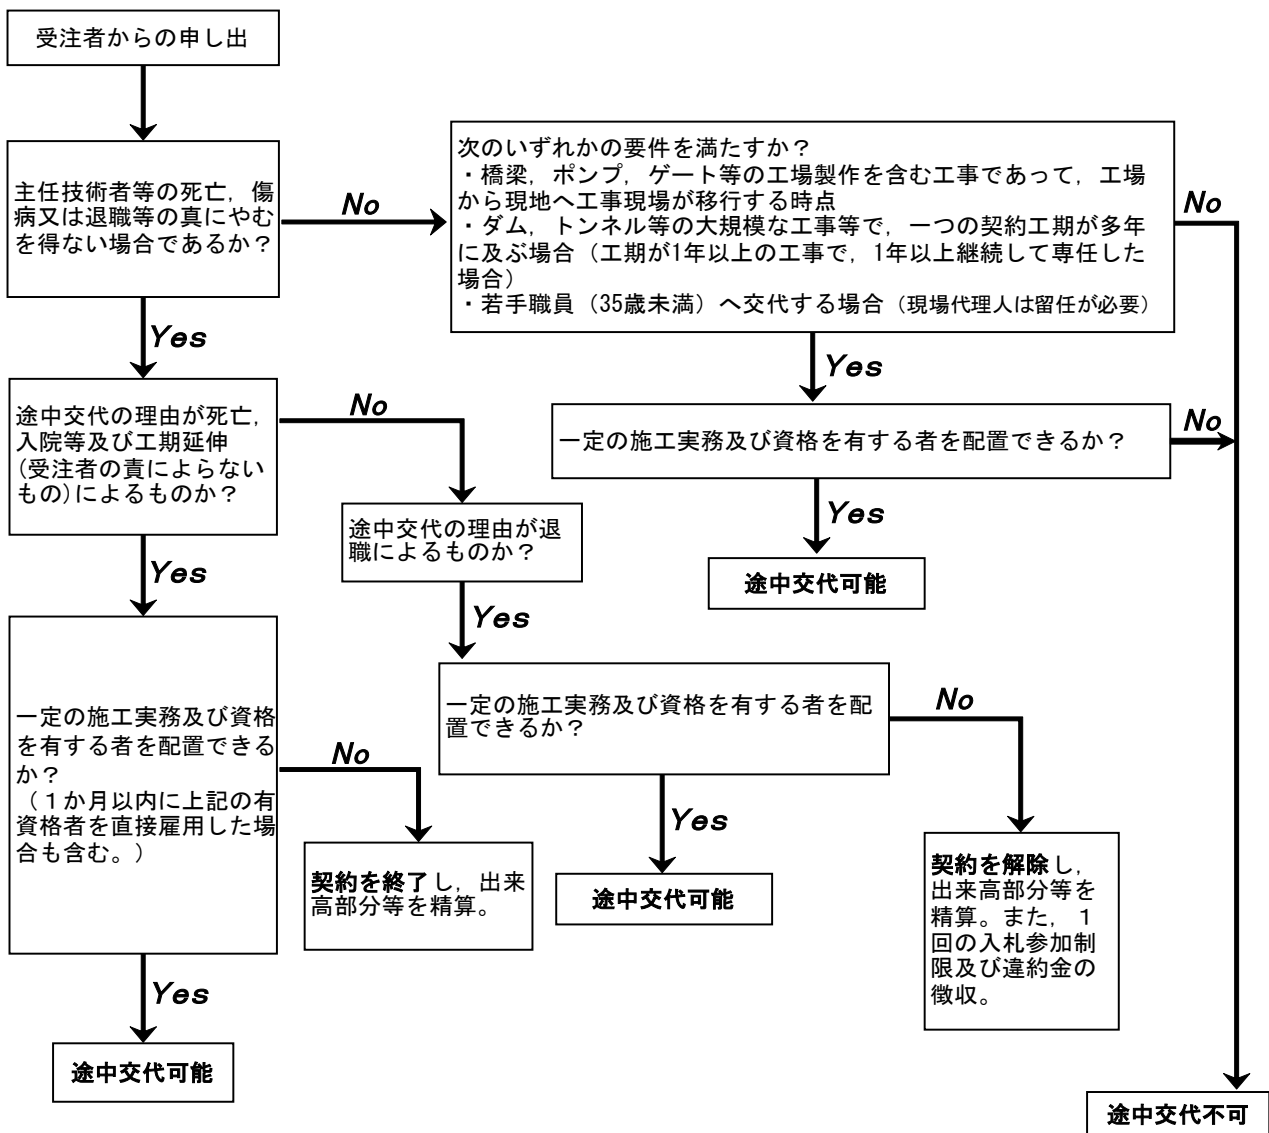 受注者からの申し出
主任技術者等の死亡，傷
病又は退職等の真にやむ
を得ない場合であるか？
No
次のいずれかの要件を満たすか？
・橋梁，ポンプ，ゲート等の工場製作を含む工事であって，工場
から現地へ工事現場が移行する時点
・ダム，トンネル等の大規模な工事等で，一つの契約工期が多年
に及ぶ場合（工期が1年以上の工事で，1年以上継続して専任した
場合）
・若手職員（35歳未満）へ交代する場合（現場代理人は留任が必要）
No
Yes
Yes
途中交代の理由が死亡，
入院等及び工期延伸
(受注者の責によらない
もの)によるものか？
No
一定の施工実務及び資格を有する者を配置できるか？
No
Yes
途中交代の理由が退
職によるものか？
Yes
途中交代可能
Yes
Yes
一定の施工実務及び資格
を有する者を配置できる
か？
（１か月以内に上記の有
資格者を直接雇用した場
合も含む。）
No
一定の施工実務及び資格を有する者を配
置できるか？
No
Yes
契約を終了し，出来
高部分等を精算。
途中交代可能
契約を解除し，
出来高部分等を
精算。また，１
回の入札参加制
限及び違約金の
徴収。
Yes
途中交代可能
途中交代不可